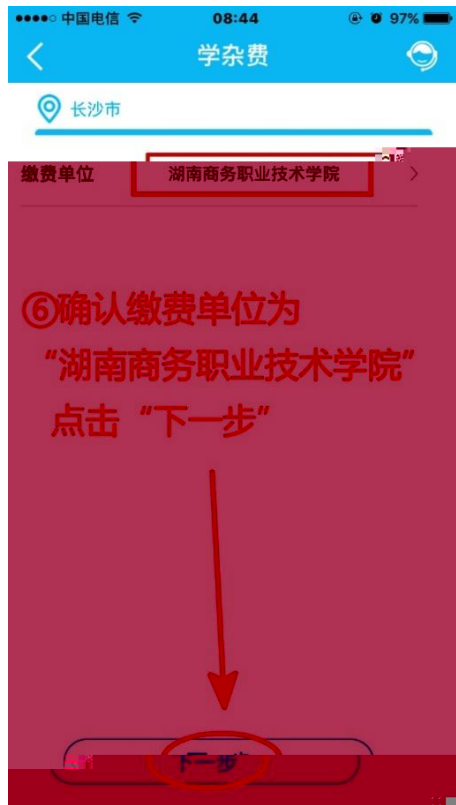 中国电信 08:44 97%
学杂费
长沙市
缴费单位 湖南商务职业技术学院
⑥确认缴费单位为
“湖南商务职业技术学院”
点击“下一步”
下一步